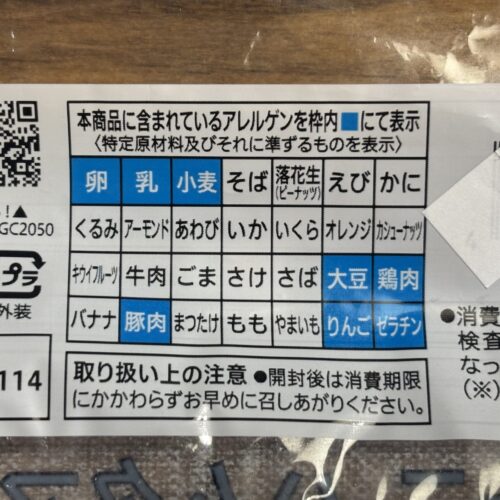 本商品に含まれているアレルゲンを枠内■にて表示
〈特定原材料及びそれに準ずるものを表示〉
卵 乳 小麦 そば 落花生(ピーナッツ) えび かに
くるみ アーモンド あわび いか いくら オレンジ カシューナッツ
キウイフルーツ 牛肉 ごま さけ さば 大豆 鶏肉
バナナ 豚肉 まつたけ もも やまいも りんご ゼラチン
取り扱い上の注意 ●開封後は消費期限
にかかわらずお早めに召しあがりください。
!▲
GC2050
プラ
外装
114
●消費
検査
なっ
(※)